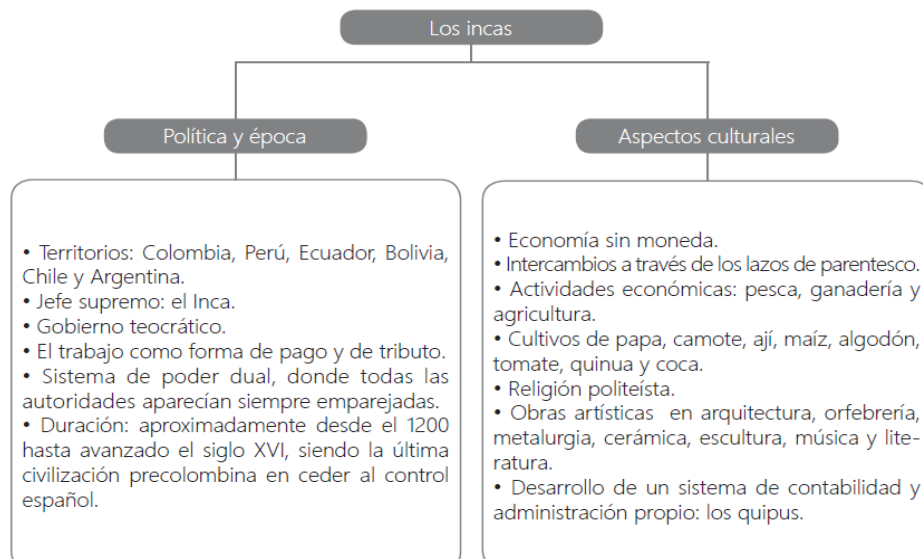 Los incas
Política y época
• Territorios: Colombia, Perú, Ecuador, Bolivia,
Chile y Argentina.
• Jefe supremo: el Inca.
• Gobierno teocrático.
• El trabajo como forma de pago y de tributo.
• Sistema de poder dual, donde todas las
autoridades aparecían siempre emparejadas.
• Duración: aproximadamente desde el 1200
hasta avanzado el siglo XVI, siendo la última
civilización precolombina en ceder al control
español.
Aspectos culturales
• Economía sin moneda.
• Intercambios a través de los lazos de parentesco.
• Actividades económicas: pesca, ganadería y
agricultura.
• Cultivos de papa, camote, ají, maíz, algodón,
tomate, quinua y coca.
• Religión politeísta.
• Obras artísticas en arquitectura, orfebrería,
metalurgia, cerámica, escultura, música y lite-
ratura.
• Desarrollo de un sistema de contabilidad y
administración propio: los quipus.